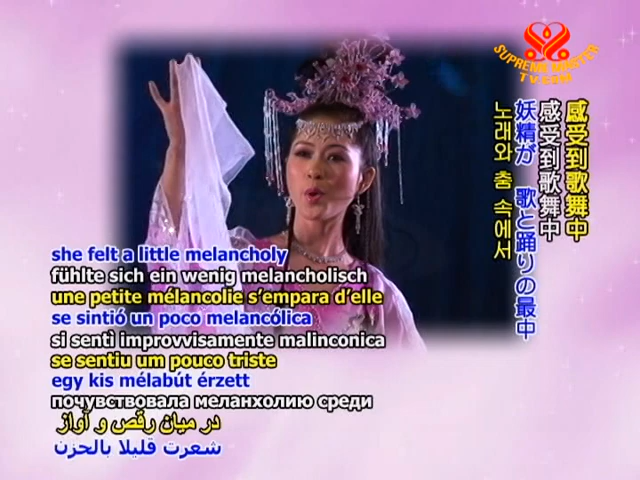 SUPREME MASTER
TV.COM
感受到歌舞中
感受到歌舞中
妖精が 歌と踊りの最中
노래와 춤 속에서
she felt a little melancholy
fühlte sich ein wenig melancholisch
une petite mélancolie s'empara d'elle
se sintió un poco melancólica
si sentì improvvisamente malinconica
se sentiu um pouco triste
egy kis mélabút érzett
почувствовала меланхолию среди
در میان رقص و آواز
شعرت قليلا بالحزن